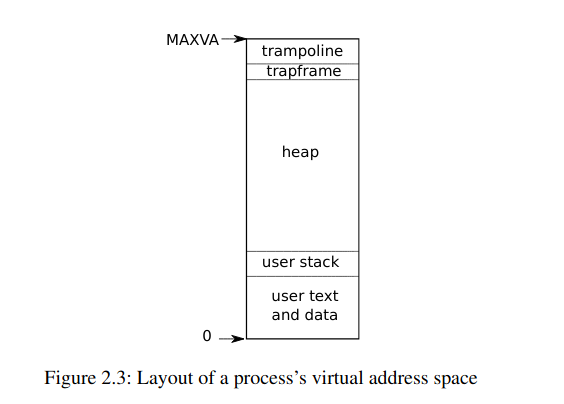 MAXVA
trampoline
trapframe
heap
user stack
user text
and data
0
Figure 2.3: Layout of a process’s virtual address space